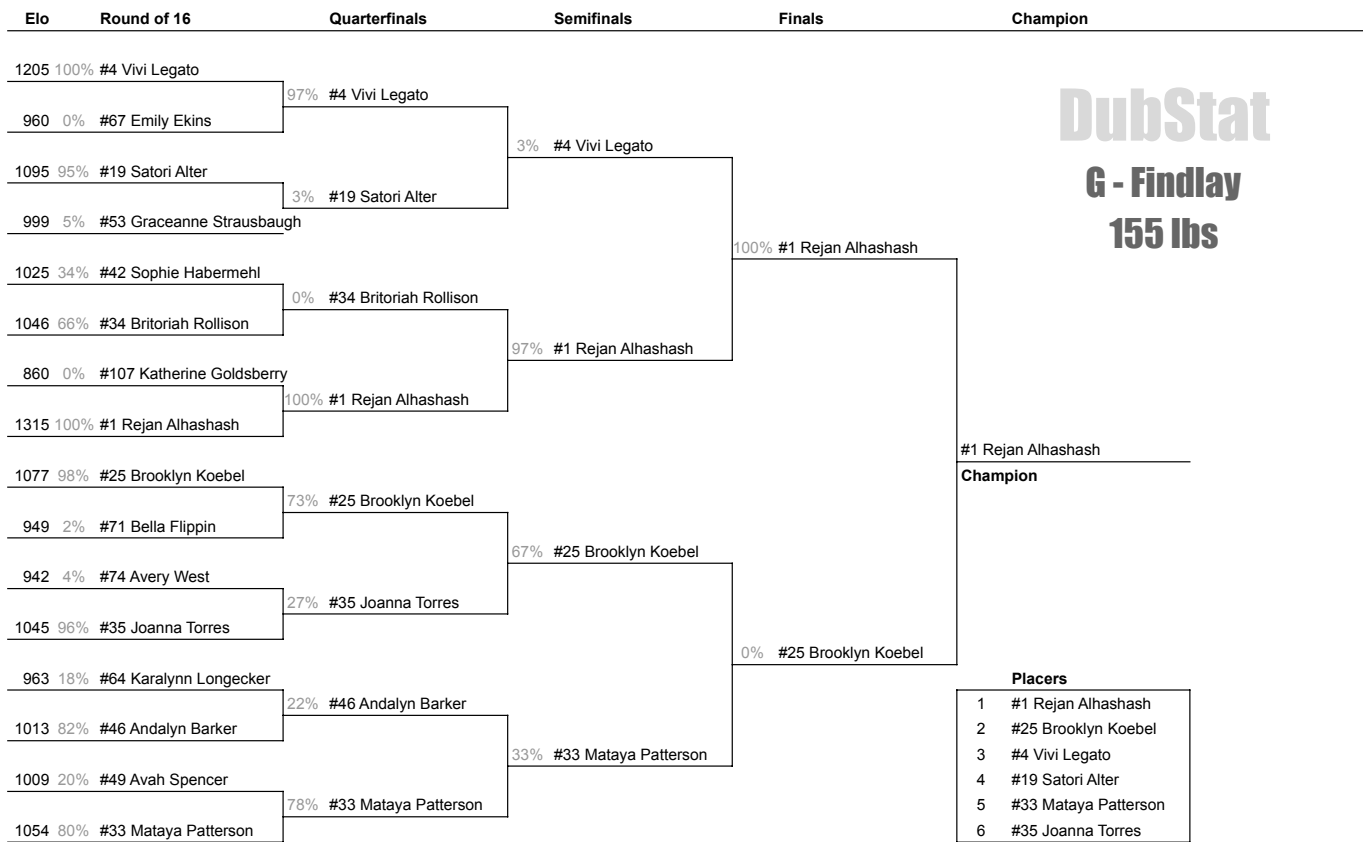 Elo Round of 16 Quarterfinals Semifinals Finals Champion
1205 100% #4 Vivi Legato
97% #4 Vivi Legato
960 0% #67 Emily Ekins
3% #4 Vivi Legato
1095 95% #19 Satori Alter
3% #19 Satori Alter
999 5% #53 Graceanne Strausbaugh
100% #1 Rejan Alhashash
1025 34% #42 Sophie Habermehl
0% #34 Britoriah Rollison
1046 66% #34 Britoriah Rollison
97% #1 Rejan Alhashash
860 0% #107 Katherine Goldsberry
100% #1 Rejan Alhashash
1315 100% #1 Rejan Alhashash
#1 Rejan Alhashash
Champion
1077 98% #25 Brooklyn Koebel
73% #25 Brooklyn Koebel
949 2% #71 Bella Flippin
67% #25 Brooklyn Koebel
942 4% #74 Avery West
27% #35 Joanna Torres
1045 96% #35 Joanna Torres
0% #25 Brooklyn Koebel
963 18% #64 Karalynn Longecker
22% #46 Andalyn Barker
1013 82% #46 Andalyn Barker
33% #33 Mataya Patterson
1009 20% #49 Avah Spencer
78% #33 Mataya Patterson
1054 80% #33 Mataya Patterson
DubStat
G - Findlay
155 lbs
Placers
1 #1 Rejan Alhashash
2 #25 Brooklyn Koebel
3 #4 Vivi Legato
4 #19 Satori Alter
5 #33 Mataya Patterson
6 #35 Joanna Torres